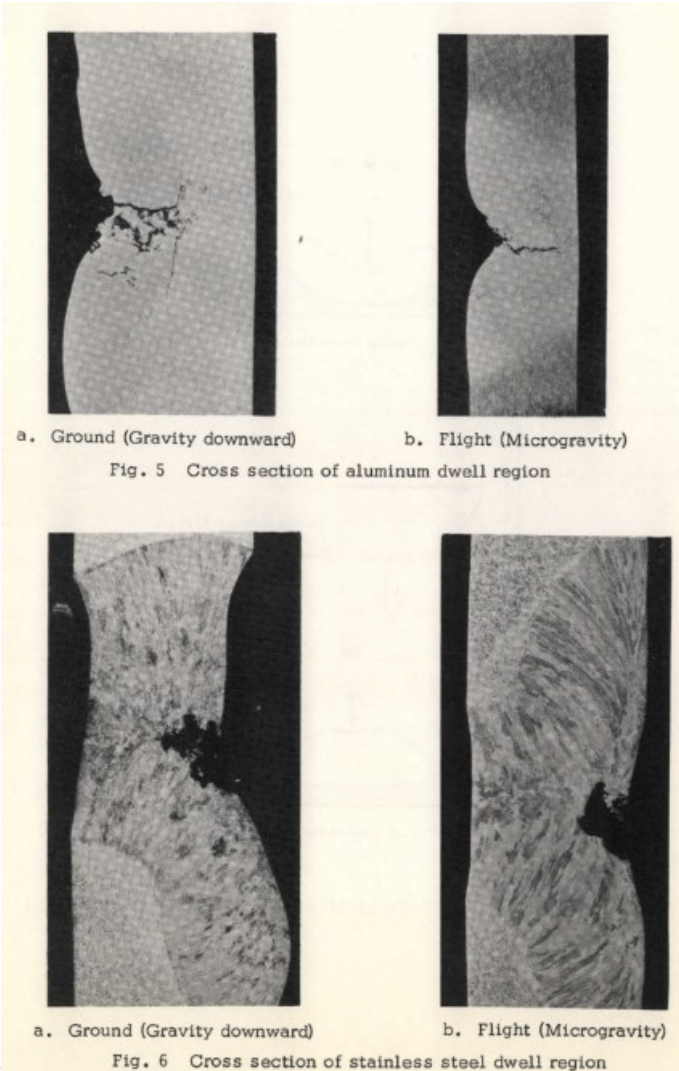 a. Ground (Gravity downward)
b. Flight (Microgravity)
Fig. 5 Cross section of aluminum dwell region
a. Ground (Gravity downward)
b. Flight (Microgravity)
Fig. 6 Cross section of stainless steel dwell region